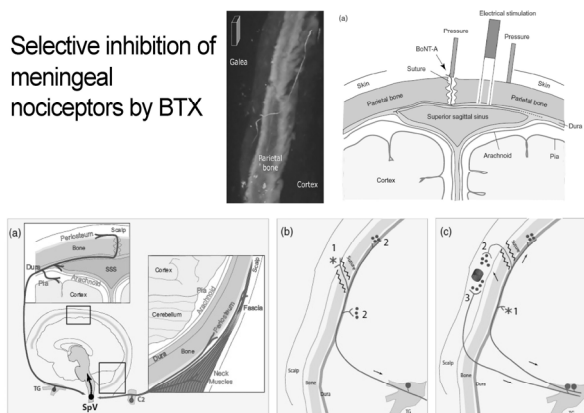 Selective inhibition of
meningeal
nociceptors by BTX
Galea
Parietal
bone
Cortex
(a)
Electrical stimulation
Pressure
Pressure
BoNT-A
Suture
Skin
Skin
Parietal bone
Parietal bone
Superior sagittal sinus
Dura
Arachnoid
Pia
Cortex
(a)
Periosteum
Scalp
Bone
Dura
Arachnoid
SSS
Pia
Cortex
Cortex
Pia
Arachnoid
Cerebellum
Scalp
Periosteum
Fascia
Dura
Bone
Neck
Muscles
TG
SpV
C2
(b)
1
*
Suture
2
2
Scalp
Bone
Dura
TG
(c)
2
Suture
3
*1
Scalp
Bone
Dura